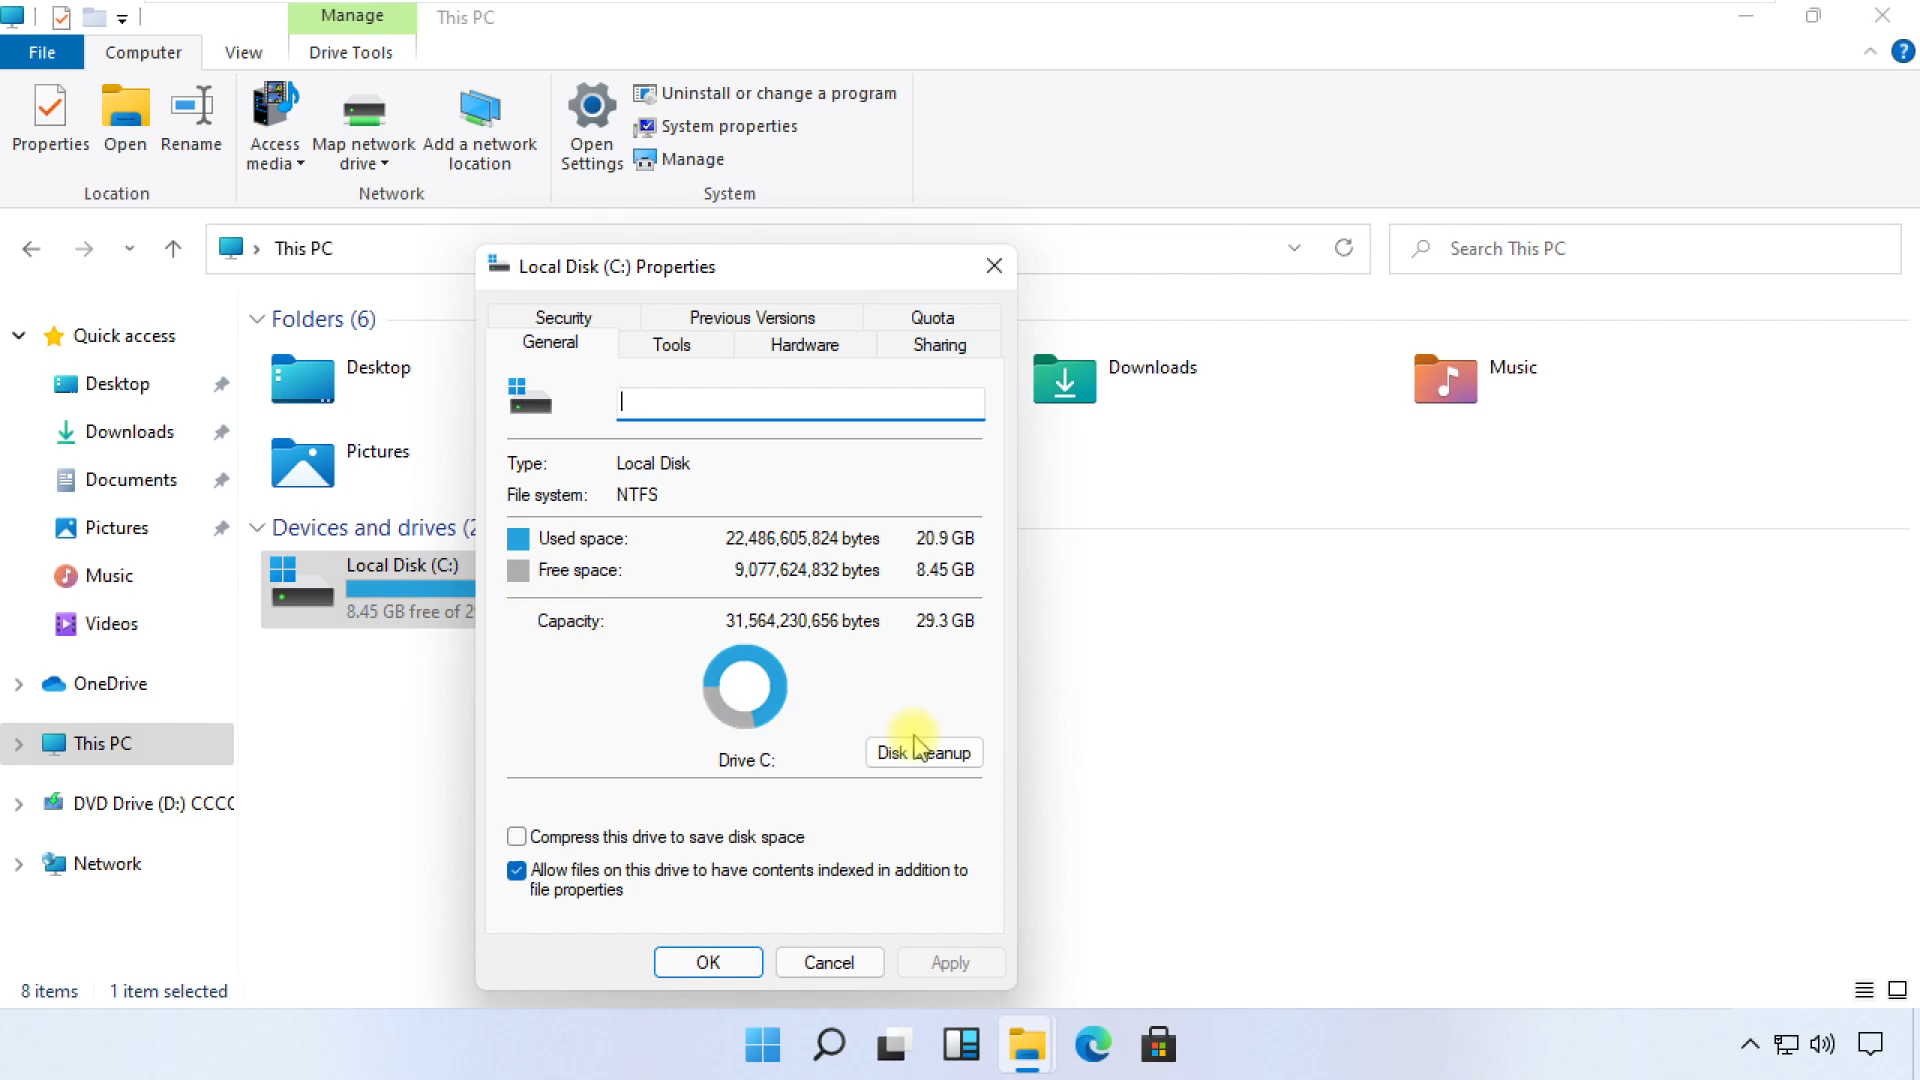 Manage
This PC
File
Computer
View
Drive Tools
Properties
Open
Rename
Access media
Map network drive
Add a network location
Open Settings
Uninstall or change a program
System properties
Manage
Location
Network
System
This PC
Search This PC
Quick access
Desktop
Downloads
Documents
Pictures
Music
Videos
OneDrive
This PC
DVD Drive (D:) CCC
Network
Folders (6)
Desktop
Downloads
Music
Pictures
Devices and drives (2
Local Disk (C:)
8.45 GB free of 2
Local Disk (C:) Properties
Security
Previous Versions
Quota
General
Tools
Hardware
Sharing
Type: Local Disk
File system: NTFS
Used space: 22,486,605,824 bytes 20.9 GB
Free space: 9,077,624,832 bytes 8.45 GB
Capacity: 31,564,230,656 bytes 29.3 GB
Drive C:
Disk Cleanup
Compress this drive to save disk space
Allow files on this drive to have contents indexed in addition to
file properties
OK
Cancel
Apply
8 items
1 item selected